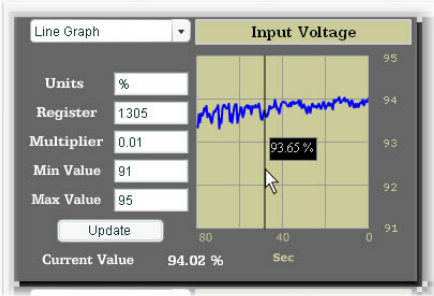 Line Graph
Input Voltage
Units %
Register 1305
Multiplier 0.01
Min Value 91
Max Value 95
Update
Current Value 94.02 %
95
94
93
92
91
93.65 %
80 40 0
Sec